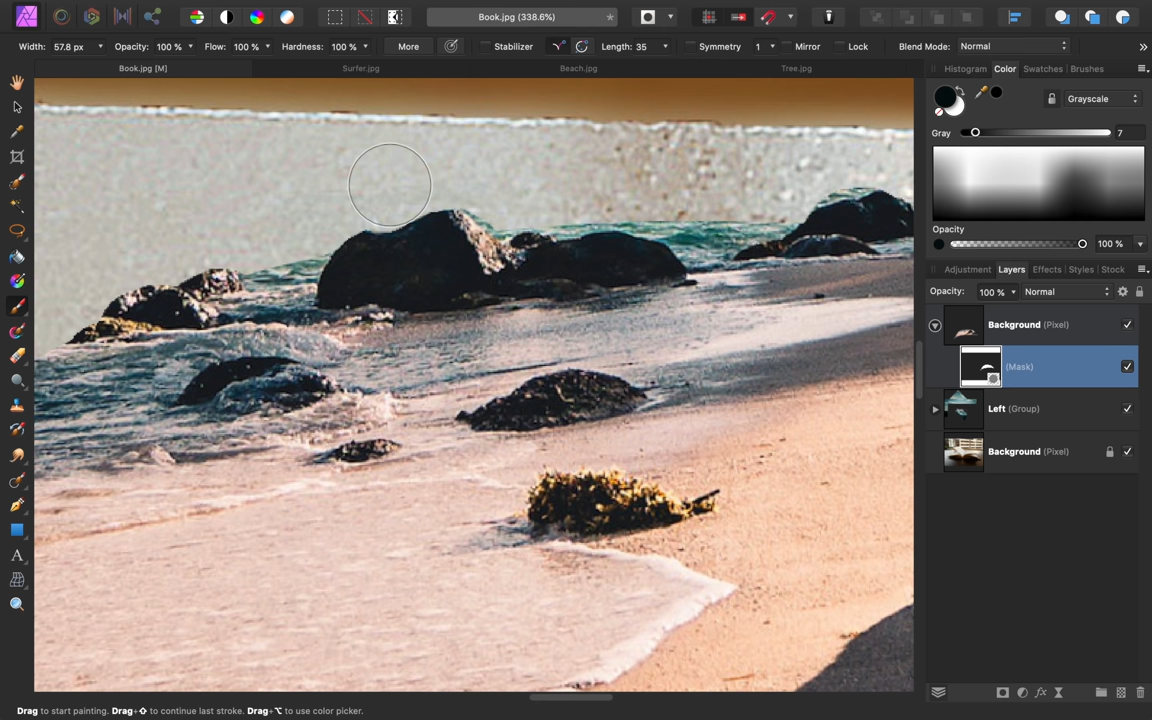 Book.jpg (338.6%)
Width: 57.8 px Opacity: 100 % Flow: 100 % Hardness: 100 % More Stabilizer Length: 35 Symmetry 1 Mirror Lock Blend Mode: Normal
Book.jpg [M] Surfer.jpg Beach.jpg Tree.jpg
Histogram Color Swatches Brushes
Grayscale
Gray 7
Opacity
100 %
Adjustment Layers Effects Styles Stock
Opacity: 100 % Normal
Background (Pixel)
(Mask)
Left (Group)
Background (Pixel)
Drag to start painting. Drag+⇧ to continue last stroke. Drag+⌥ to use color picker.